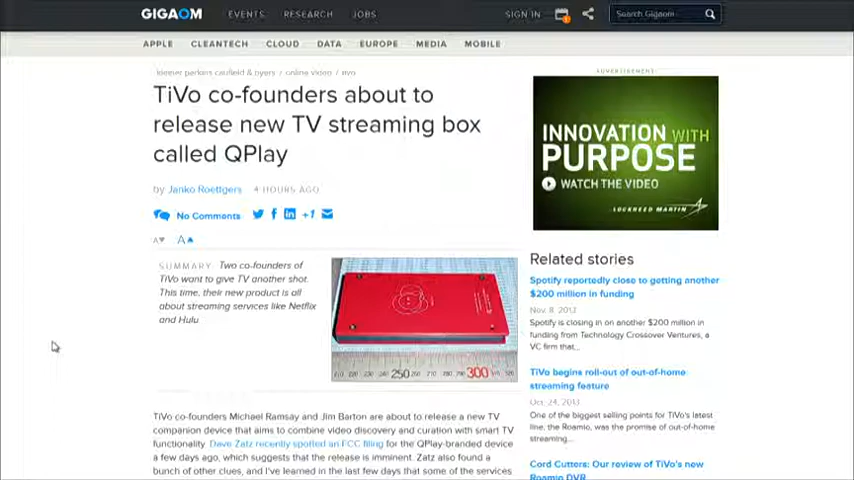 GIGAOM EVENTS RESEARCH JOBS SIGN IN Search Gigaom
APPLE CLEANTECH CLOUD DATA EUROPE MEDIA MOBILE
kleiner perkins caufield & byers / online video / tivo
TiVo co-founders about to
release new TV streaming box
called QPlay
by Janko Roettgers 4 HOURS AGO
No Comments +1
A A
SUMMARY: Two co-founders of
TiVo want to give TV another shot.
This time, their new product is all
about streaming services like Netflix
and Hulu.
250 300
TiVo co-founders Michael Ramsay and Jim Barton are about to release a new TV
companion device that aims to combine video discovery and curation with smart TV
functionality. Dave Zatz recently spotted an FCC filing for the QPlay-branded device
a few days ago, which suggests that the release is imminent. Zatz also found a
bunch of other clues, and I've learned in the last few days that some of the services
ADVERTISEMENT
INNOVATION WITH
PURPOSE
WATCH THE VIDEO
LOCKHEED MARTIN
Related stories
Spotify reportedly close to getting another
$200 million in funding
Nov. 8, 2013
Spotify is closing in on another $200 million in
funding from Technology Crossover Ventures, a
VC firm that...
TiVo begins roll-out of out-of-home
streaming feature
Oct. 24, 2013
One of the biggest selling points for TiVo's latest
line, the Roamio, was the promise of out-of-home
streaming...
Cord Cutters: Our review of TiVo's new
Roamio DVR